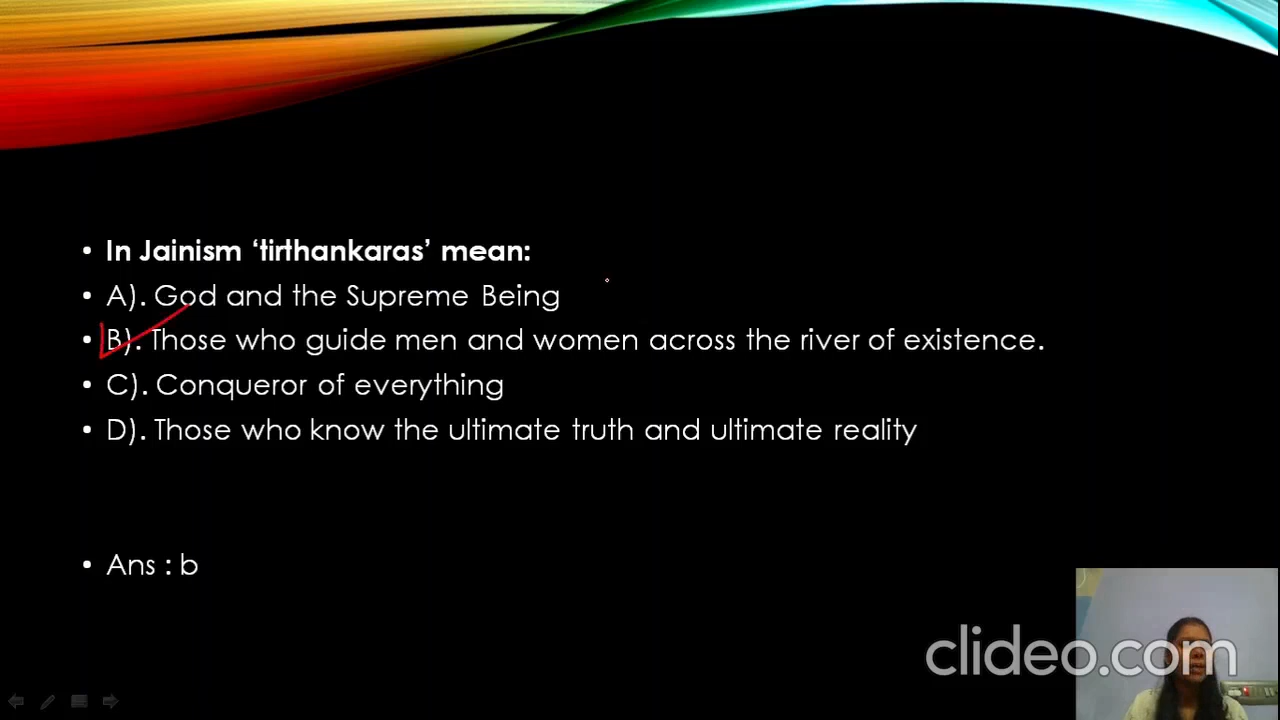 In Jainism ‘tirthankaras’ mean:
A). God and the Supreme Being
B). Those who guide men and women across the river of existence.
C). Conqueror of everything
D). Those who know the ultimate truth and ultimate reality
Ans : b
clideo.com